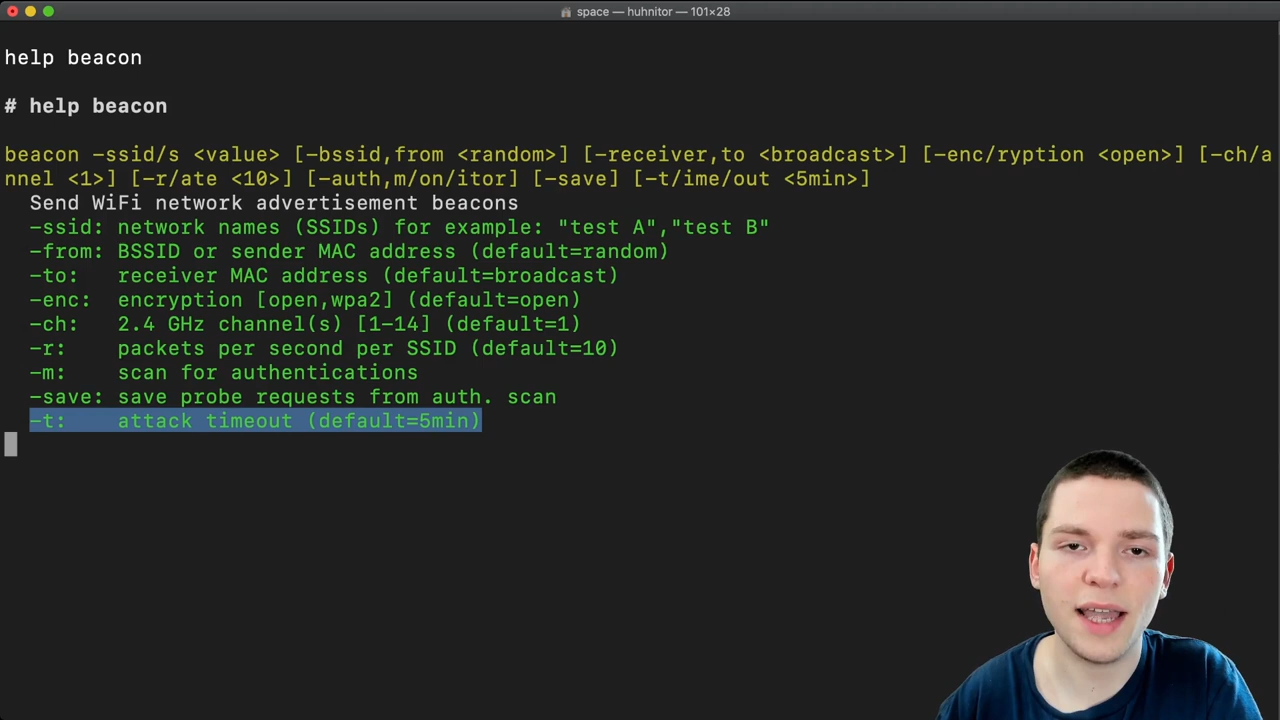 space — huhnitor — 101×28
help beacon
# help beacon
beacon -ssid/s <value> [-bssid,from <random>] [-receiver,to <broadcast>] [-enc/ryption <open>] [-ch/a
nnel <1>] [-r/ate <10>] [-auth,m/on/itor] [-save] [-t/ime/out <5min>]
Send WiFi network advertisement beacons
-ssid: network names (SSIDs) for example: "test A","test B"
-from: BSSID or sender MAC address (default=random)
-to: receiver MAC address (default=broadcast)
-enc: encryption [open,wpa2] (default=open)
-ch: 2.4 GHz channel(s) [1-14] (default=1)
-r: packets per second per SSID (default=10)
-m: scan for authentications
-save: save probe requests from auth. scan
-t: attack timeout (default=5min)